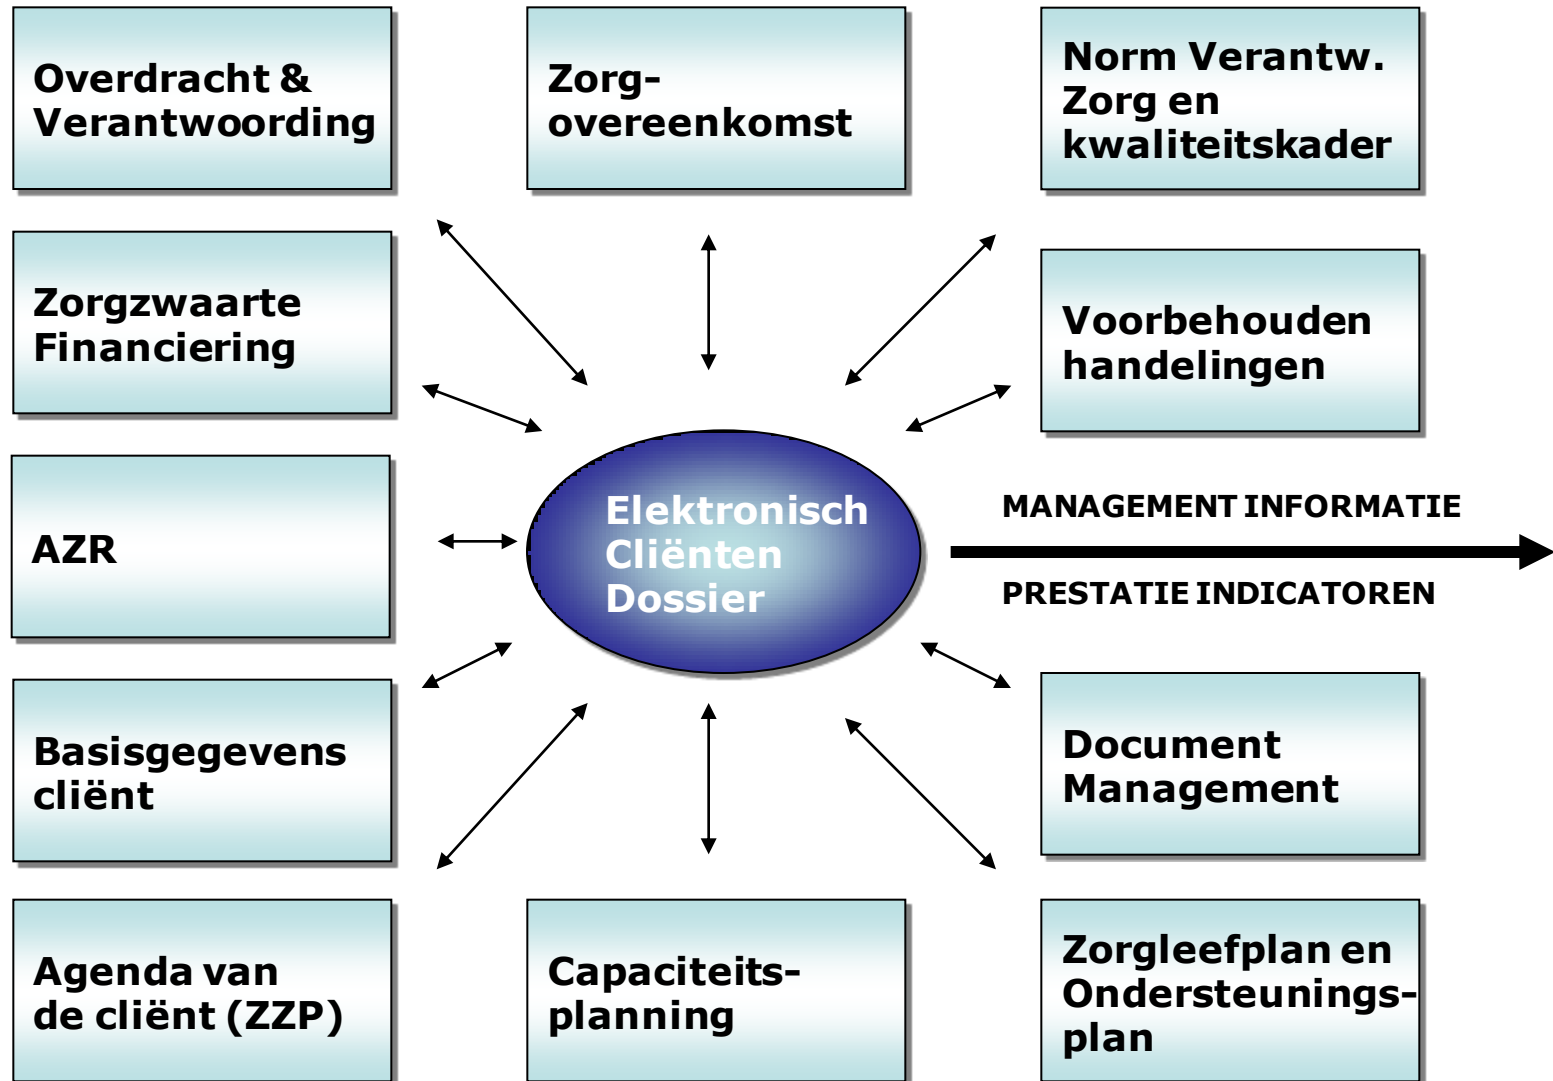 Overdracht &
Verantwoording
Zorg-
overeenkomst
Norm Verantw.
Zorg en
kwaliteitskader
Zorgzwaarte
Financiering
Voorbehouden
handelingen
AZR
Elektronisch
Cliënten
Dossier
MANAGEMENT INFORMATIE
PRESTATIE INDICATOREN
Basisgegevens
cliënt
Document
Management
Agenda van
de cliënt (ZZP)
Capaciteits-
planning
Zorgleefplan en
Ondersteunings-
plan